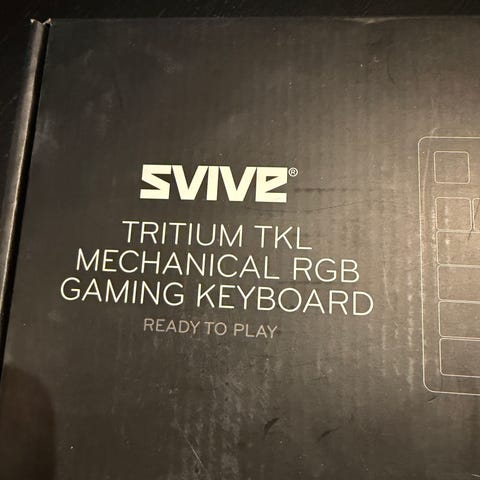 SVIVE®
TRITIUM TKL
MECHANICAL RGB
GAMING KEYBOARD
READY TO PLAY